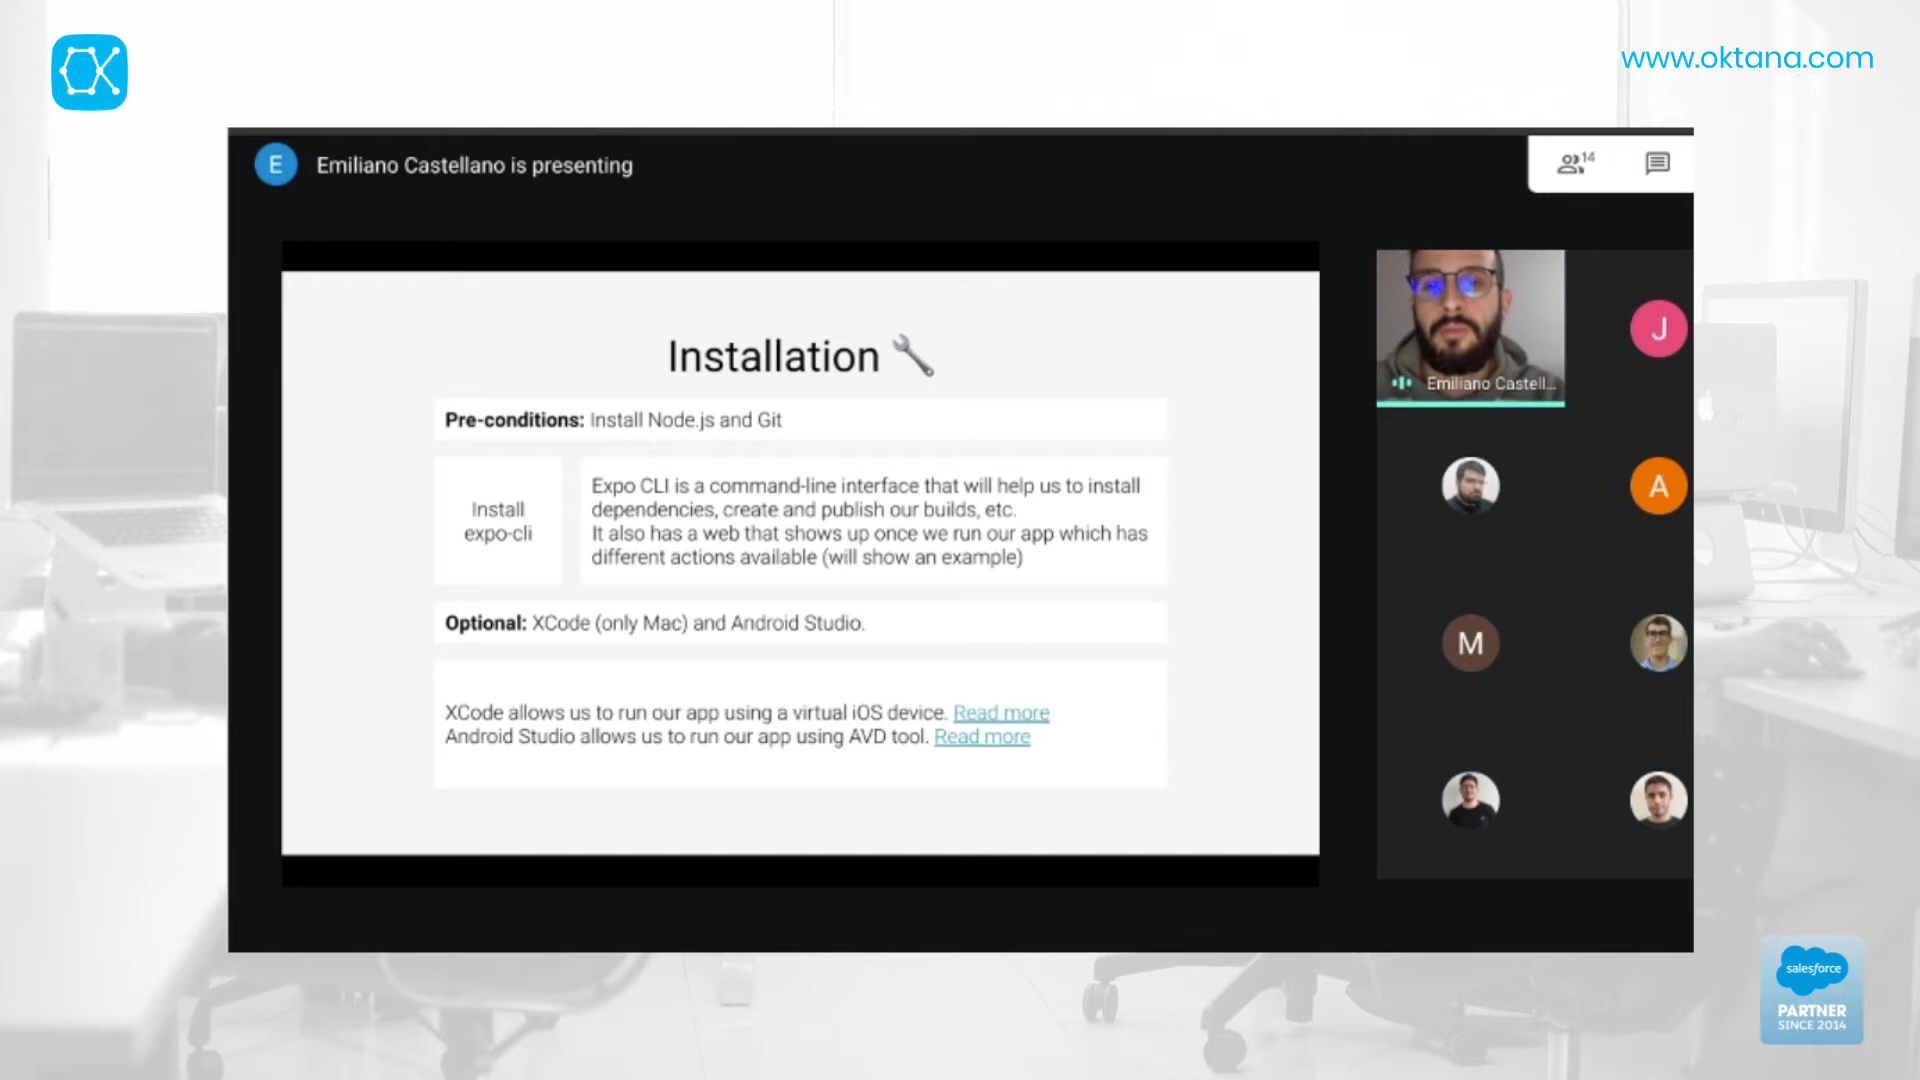 www.oktana.com
E
Emiliano Castellano is presenting
14
Installation
Pre-conditions: Install Node.js and Git
Install
expo-cli
Expo CLI is a command-line interface that will help us to install
dependencies, create and publish our builds, etc.
It also has a web that shows up once we run our app which has
different actions available (will show an example)
Optional: XCode (only Mac) and Android Studio.
XCode allows us to run our app using a virtual iOS device. Read more
Android Studio allows us to run our app using AVD tool. Read more
Emiliano Castell...
J
A
M
salesforce
PARTNER
SINCE 2014